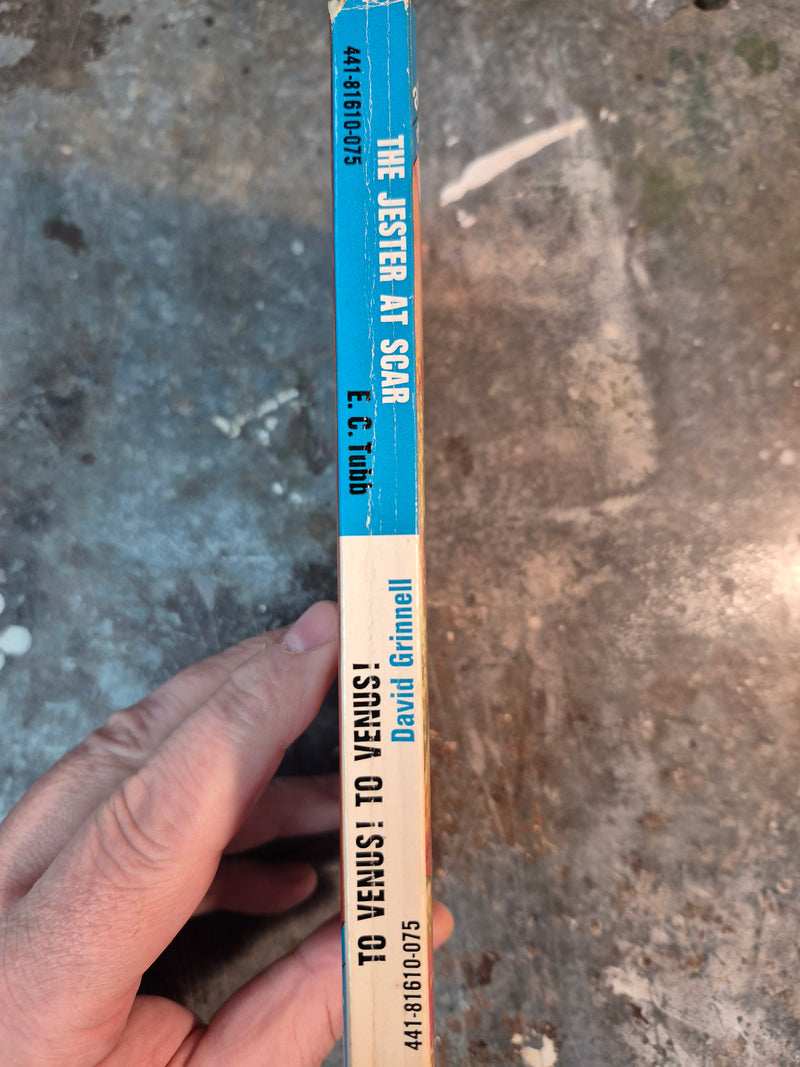 441-81610-075
THE JESTER AT SCAR
E. C. Tubb
TO VENUS! TO VENUS!
David Grinnell
441-81610-075